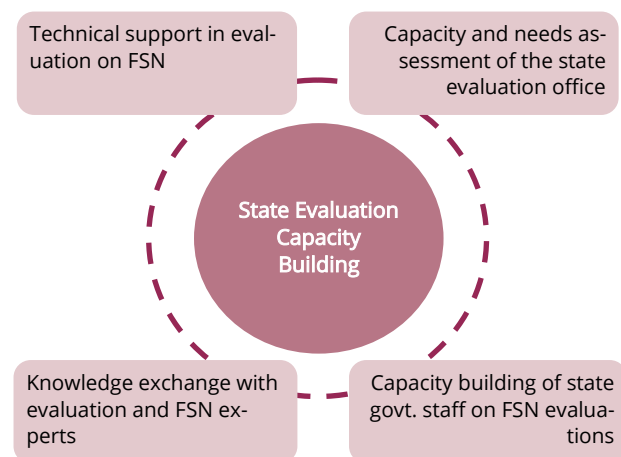 Technical support in eval-
uation on FSN
Capacity and needs as-
sessment of the state
evaluation office
State Evaluation
Capacity
Building
Knowledge exchange with
evaluation and FSN ex-
perts
Capacity building of state
govt. staff on FSN evalua-
tions